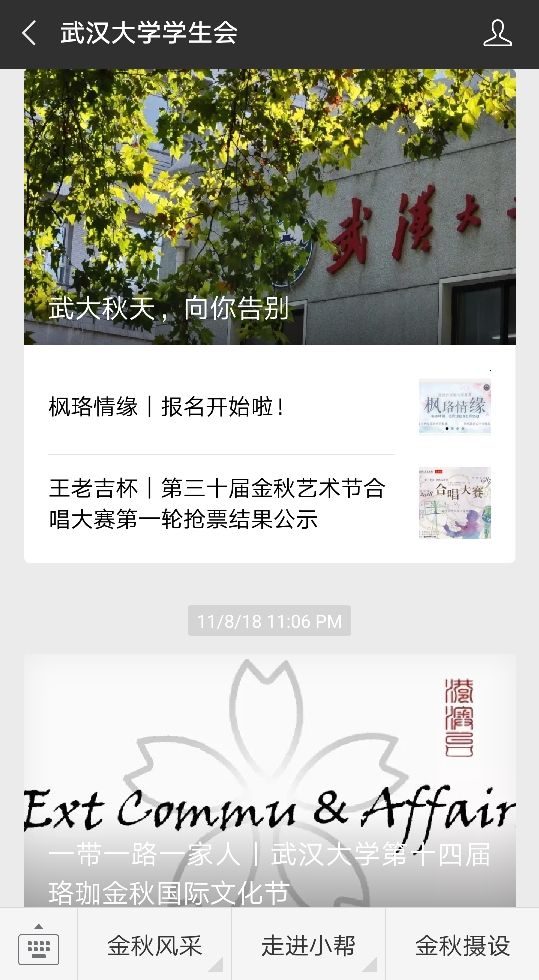 武汉大学学生会
武漢大
武大秋天，向你告别
枫珞情缘｜报名开始啦！
枫珞情缘
王老吉杯｜第三十届金秋艺术节合
唱大赛第一轮抢票结果公示
合唱大赛
11/8/18 11:06 PM
Ext Commu & Affair
一带一路一家人｜武汉大学第十四届
珞珈金秋国际文化节
金秋风采
走进小帮
金秋摄设